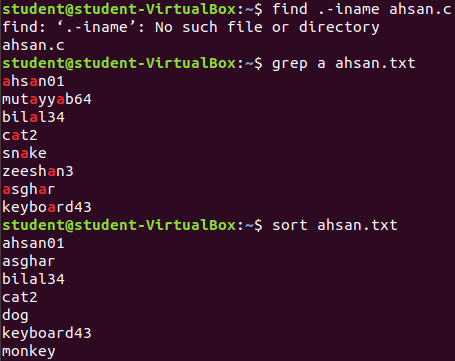 student@student-VirtualBox:~$ find .-iname ahsan.c
find: ‘.-iname’: No such file or directory
ahsan.c
student@student-VirtualBox:~$ grep a ahsan.txt
ahsan01
mutayyab64
bilal34
cat2
snake
zeeshan3
asghar
keyboard43
student@student-VirtualBox:~$ sort ahsan.txt
ahsan01
asghar
bilal34
cat2
dog
keyboard43
monkey